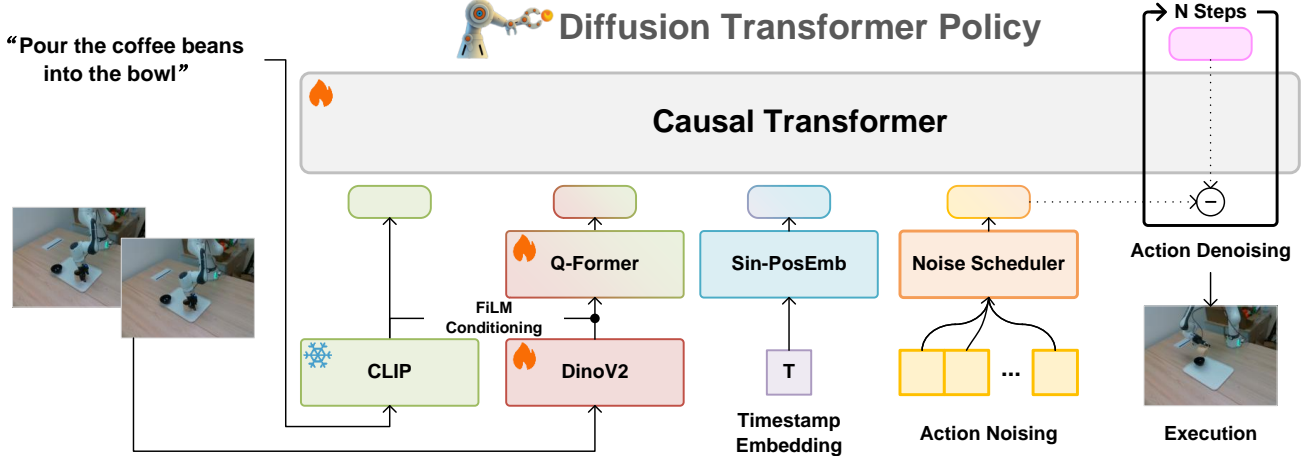 Diffusion Transformer Policy
N Steps
“Pour the coffee beans
into the bowl”
Causal Transformer
Q-Former
Sin-PosEmb
Noise Scheduler
Action Denoising
FiLM
Conditioning
CLIP
DinoV2
T
...
Timestamp
Embedding
Action Noising
Execution